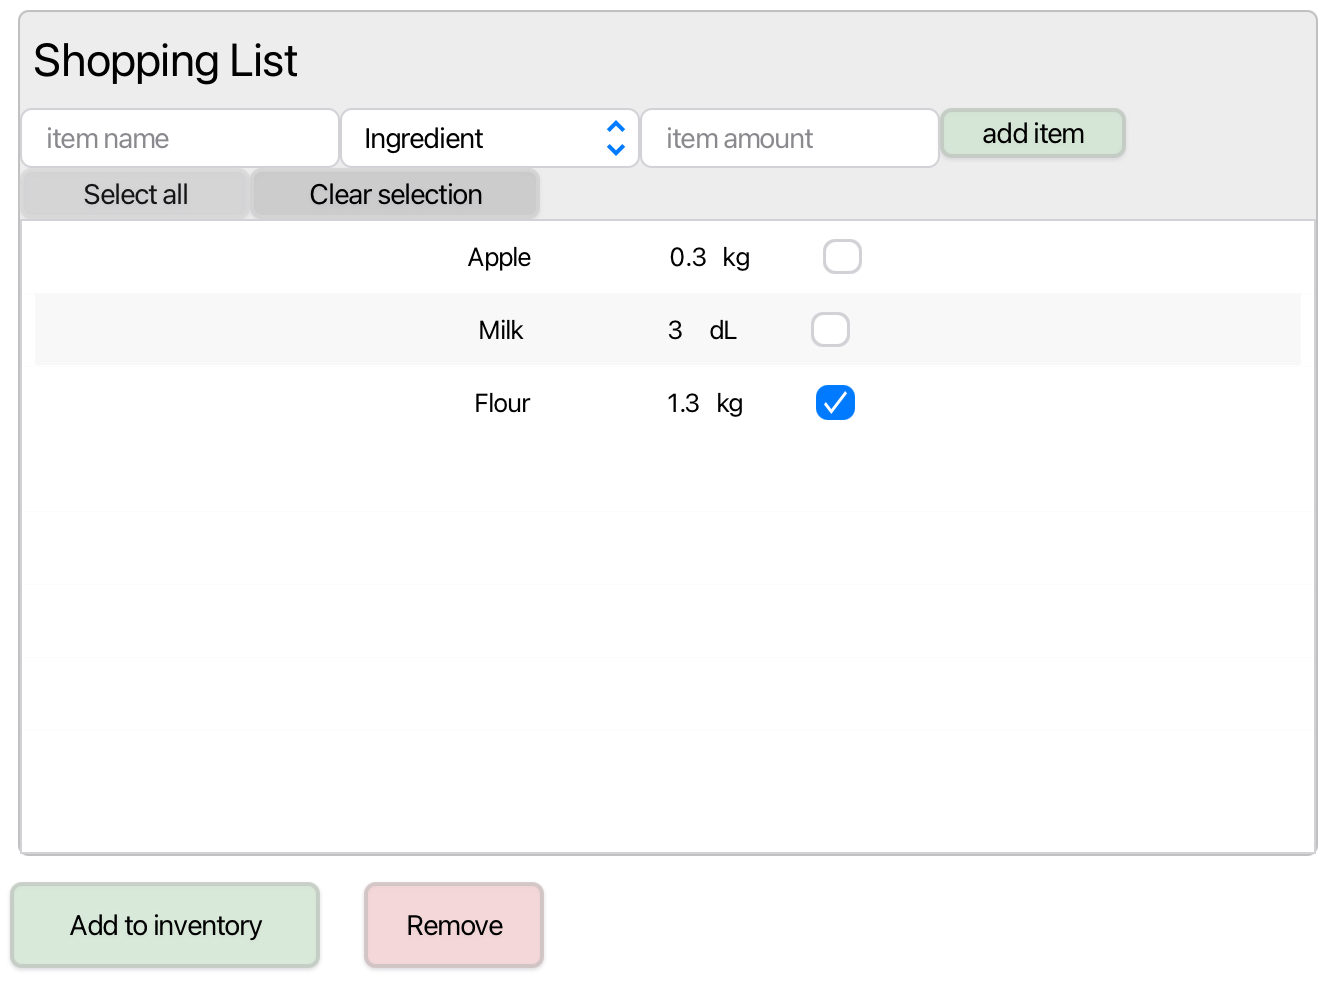 Shopping List
item name Ingredient item amount add item
Select all Clear selection
Apple 0.3 kg
Milk 3 dL
Flour 1.3 kg
Add to inventory Remove